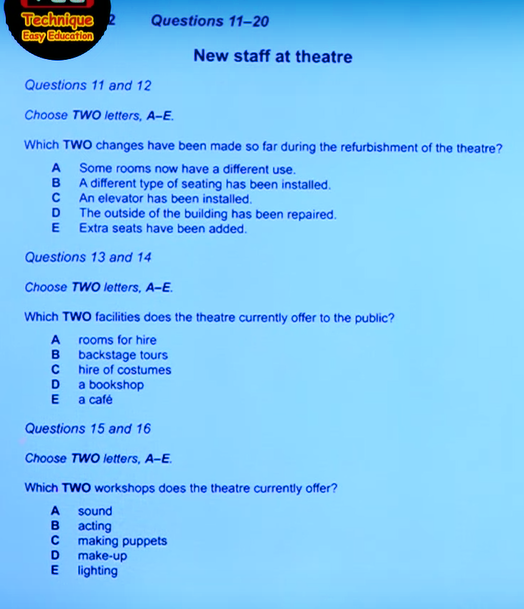 Technique
Easy Education
2 Questions 11–20
New staff at theatre
Questions 11 and 12
Choose TWO letters, A–E.
Which TWO changes have been made so far during the refurbishment of the theatre?
A Some rooms now have a different use.
B A different type of seating has been installed.
C An elevator has been installed.
D The outside of the building has been repaired.
E Extra seats have been added.
Questions 13 and 14
Choose TWO letters, A–E.
Which TWO facilities does the theatre currently offer to the public?
A rooms for hire
B backstage tours
C hire of costumes
D a bookshop
E a café
Questions 15 and 16
Choose TWO letters, A–E.
Which TWO workshops does the theatre currently offer?
A sound
B acting
C making puppets
D make-up
E lighting